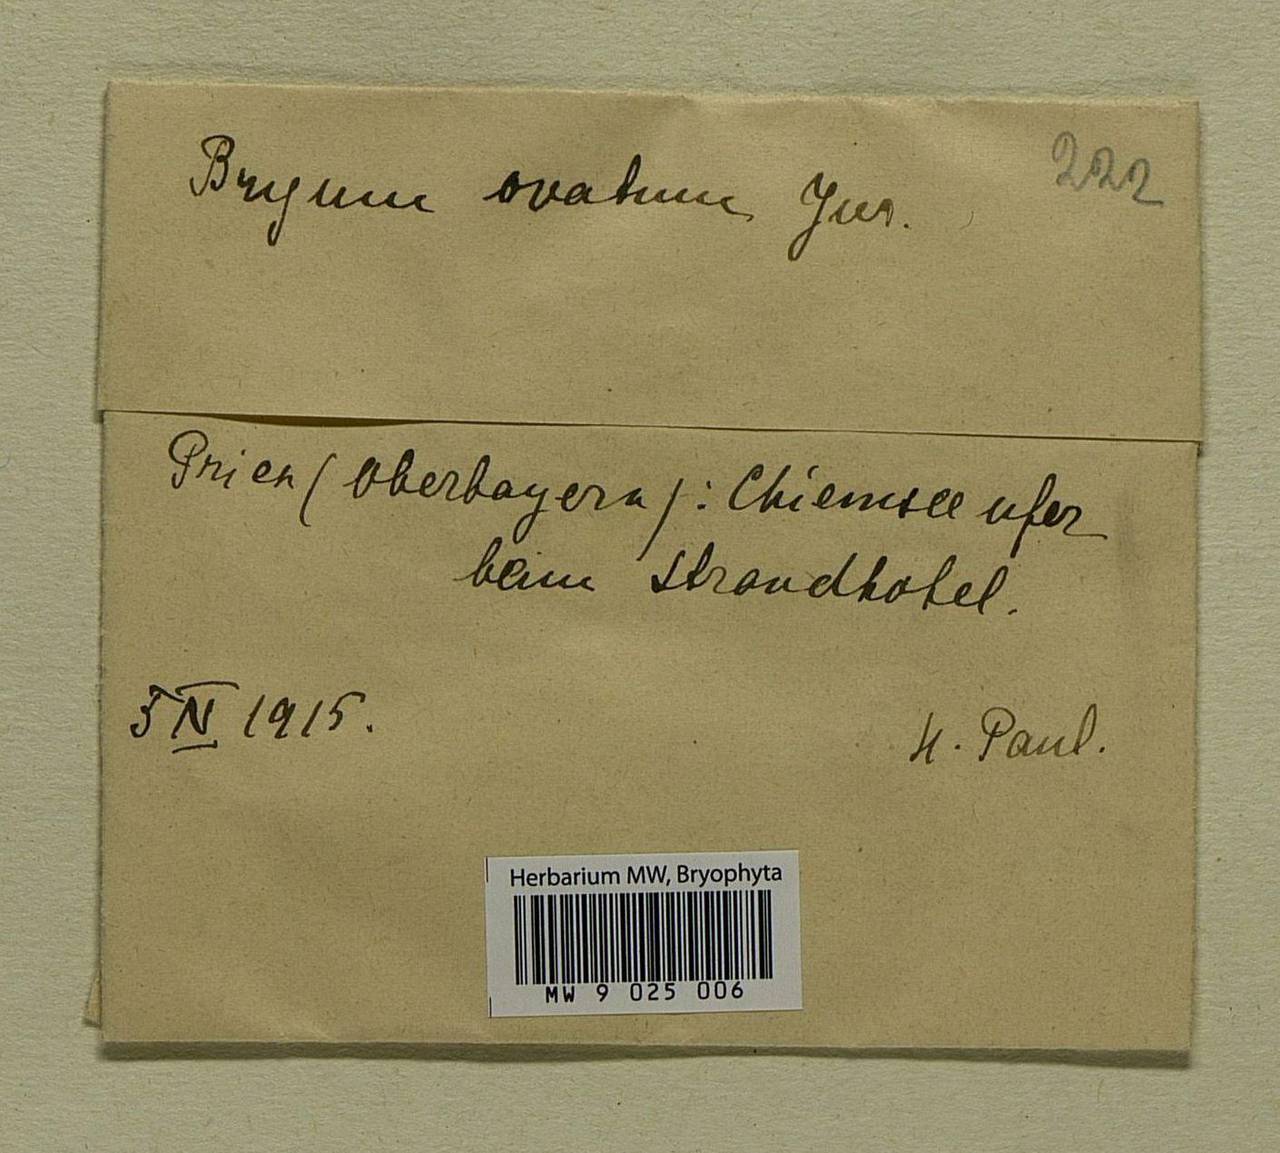 222
Bryum ovatum Jur.
Prien (Oberbayern): Chiemsee ufer
beim Strandhotel.
5 IV 1915.
H. Paul.
Herbarium MW, Bryophyta
MW 9 025 006